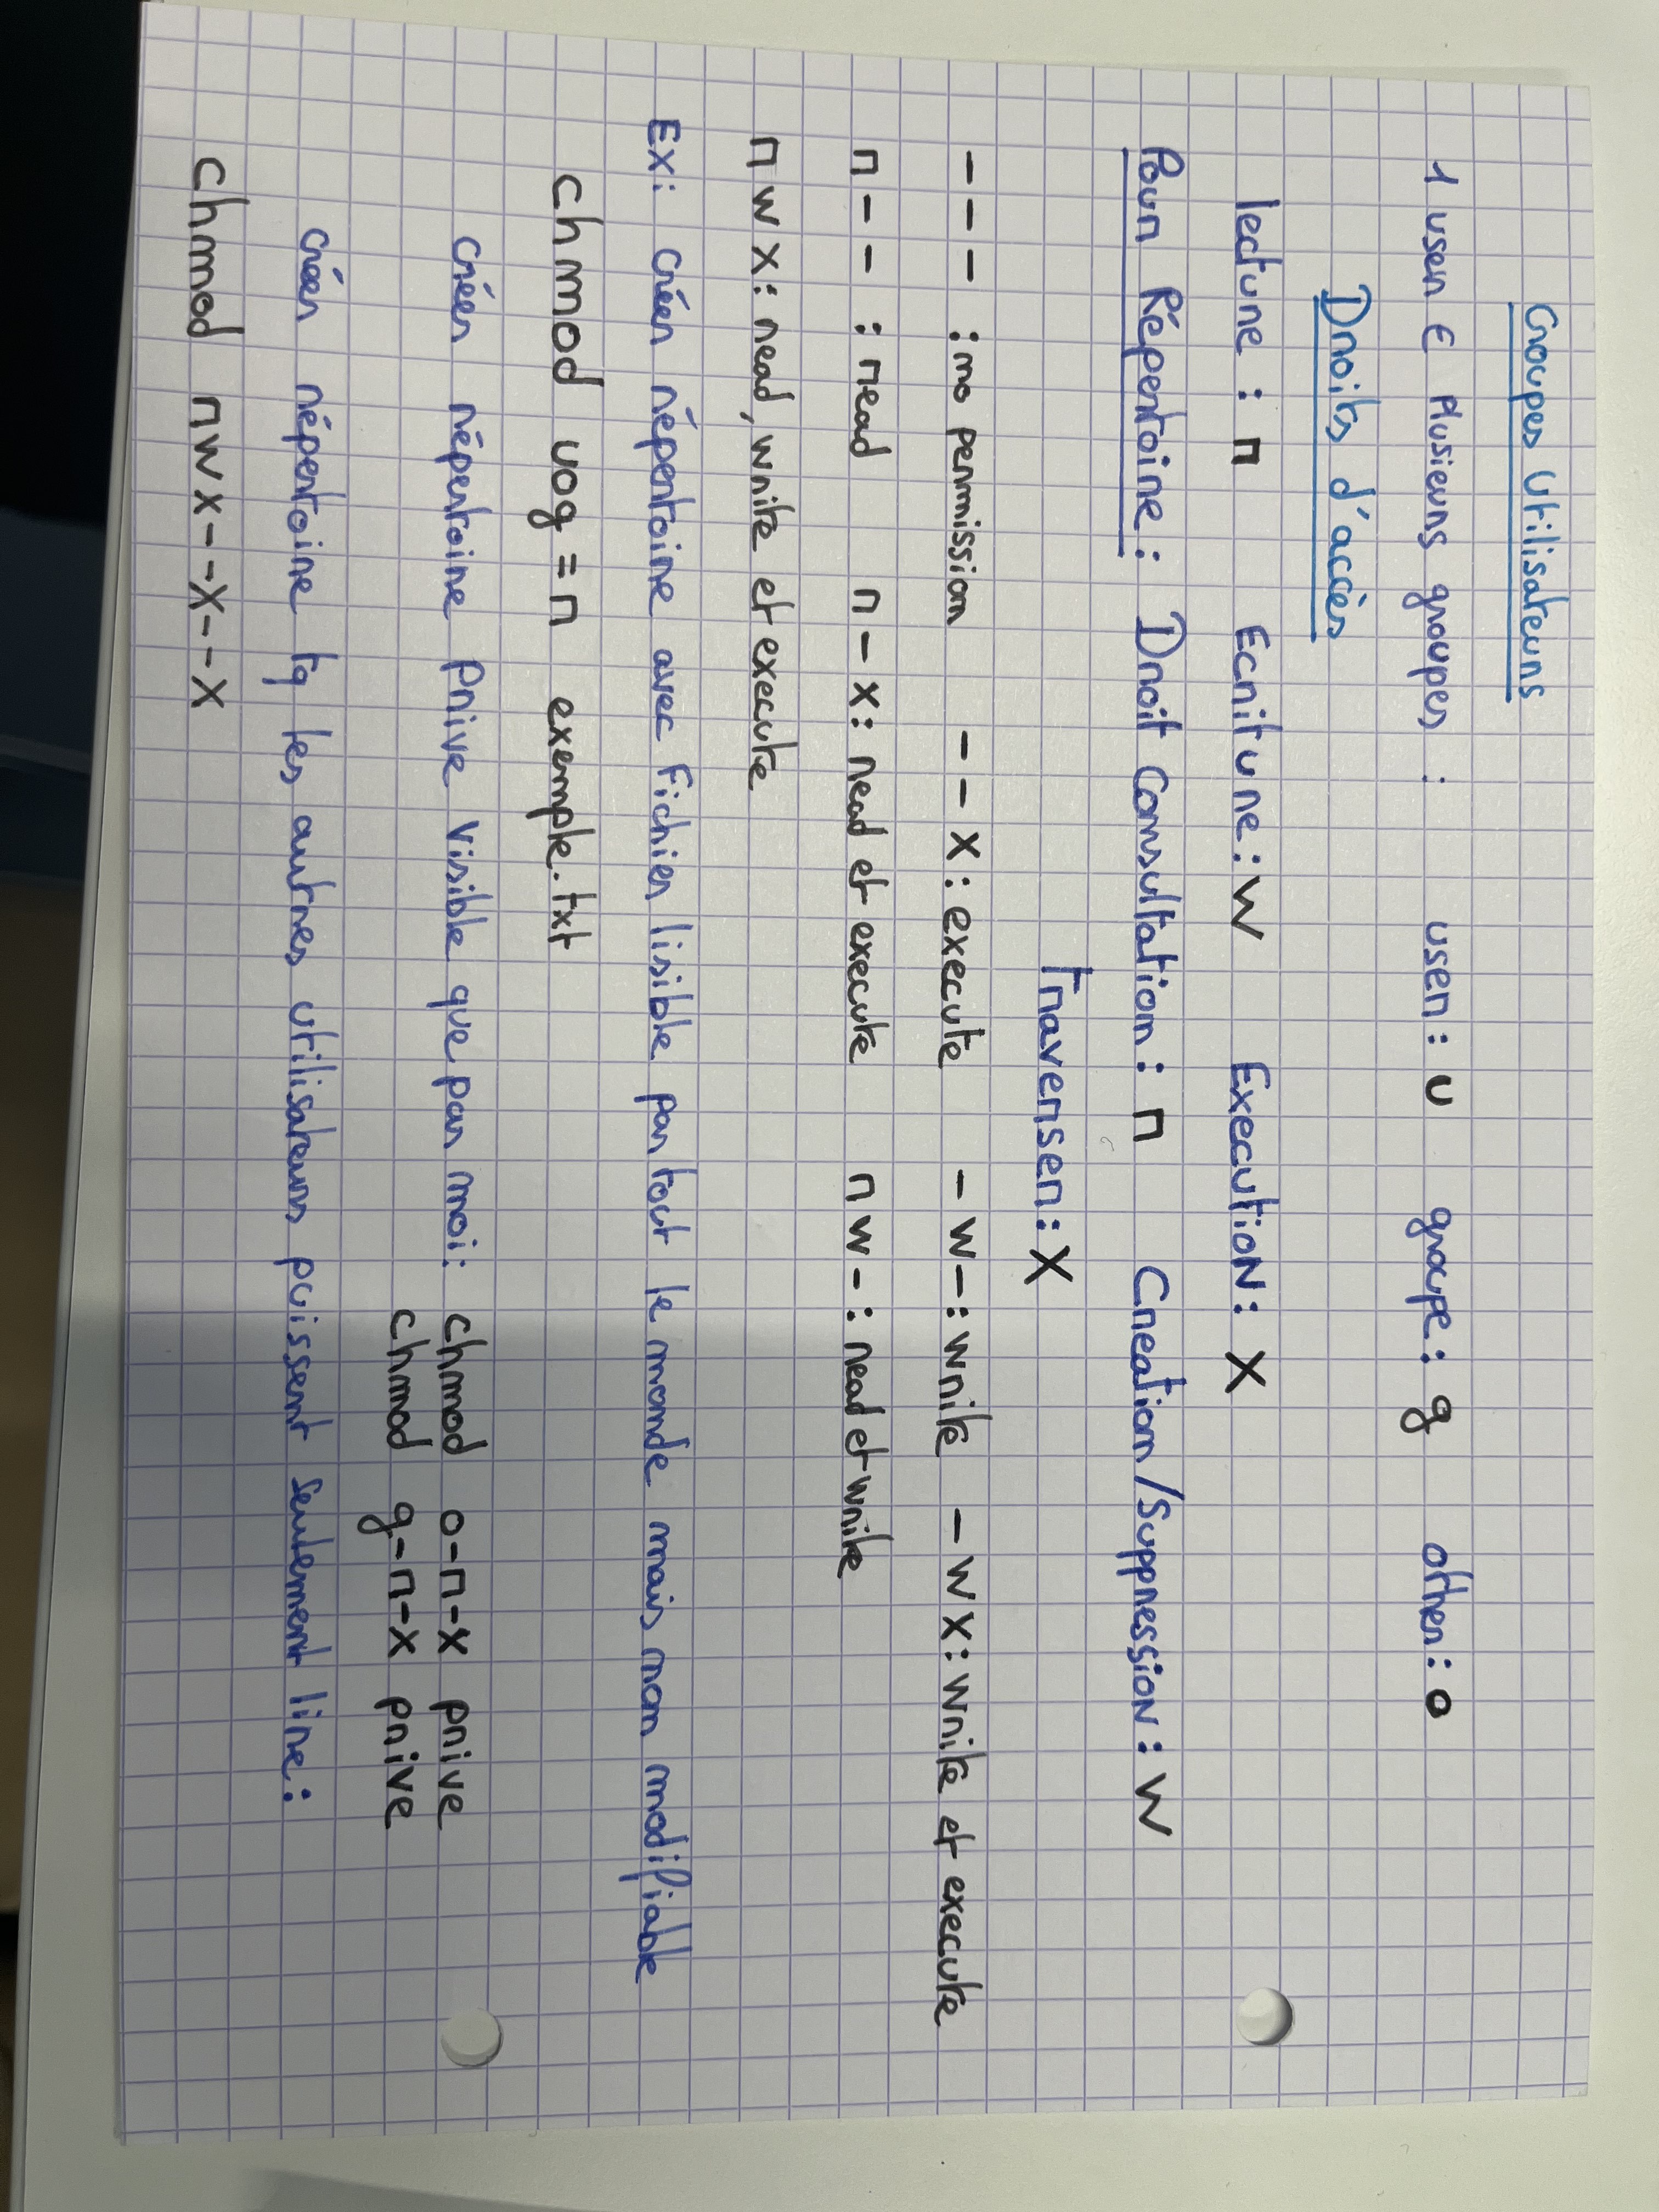 Groupes Utilisateurs
1 user ∈ Plusieurs groupes : user : u groupe : g other : o
Droits d'accès
lecture : r Ecriture : W Execution : X
Pour Répertoire : Droit Consultation : r Creation/Suppression : W
Traverser : X
--- : no permission --x : execute -w- : write -wx : write et execute
r-- : read r-x : read et execute rw- : read et write
rwx : read, write et execute
Ex : créer répertoire avec fichier lisible par tout le monde mais non modifiable
chmod uog = r exemple.txt
créer répertoire prive visible que par moi : chmod o-r-x prive
chmod g-r-x prive
créer répertoire tq les autres utilisateurs puissent seulement lire :
Chmod rwx--x--x